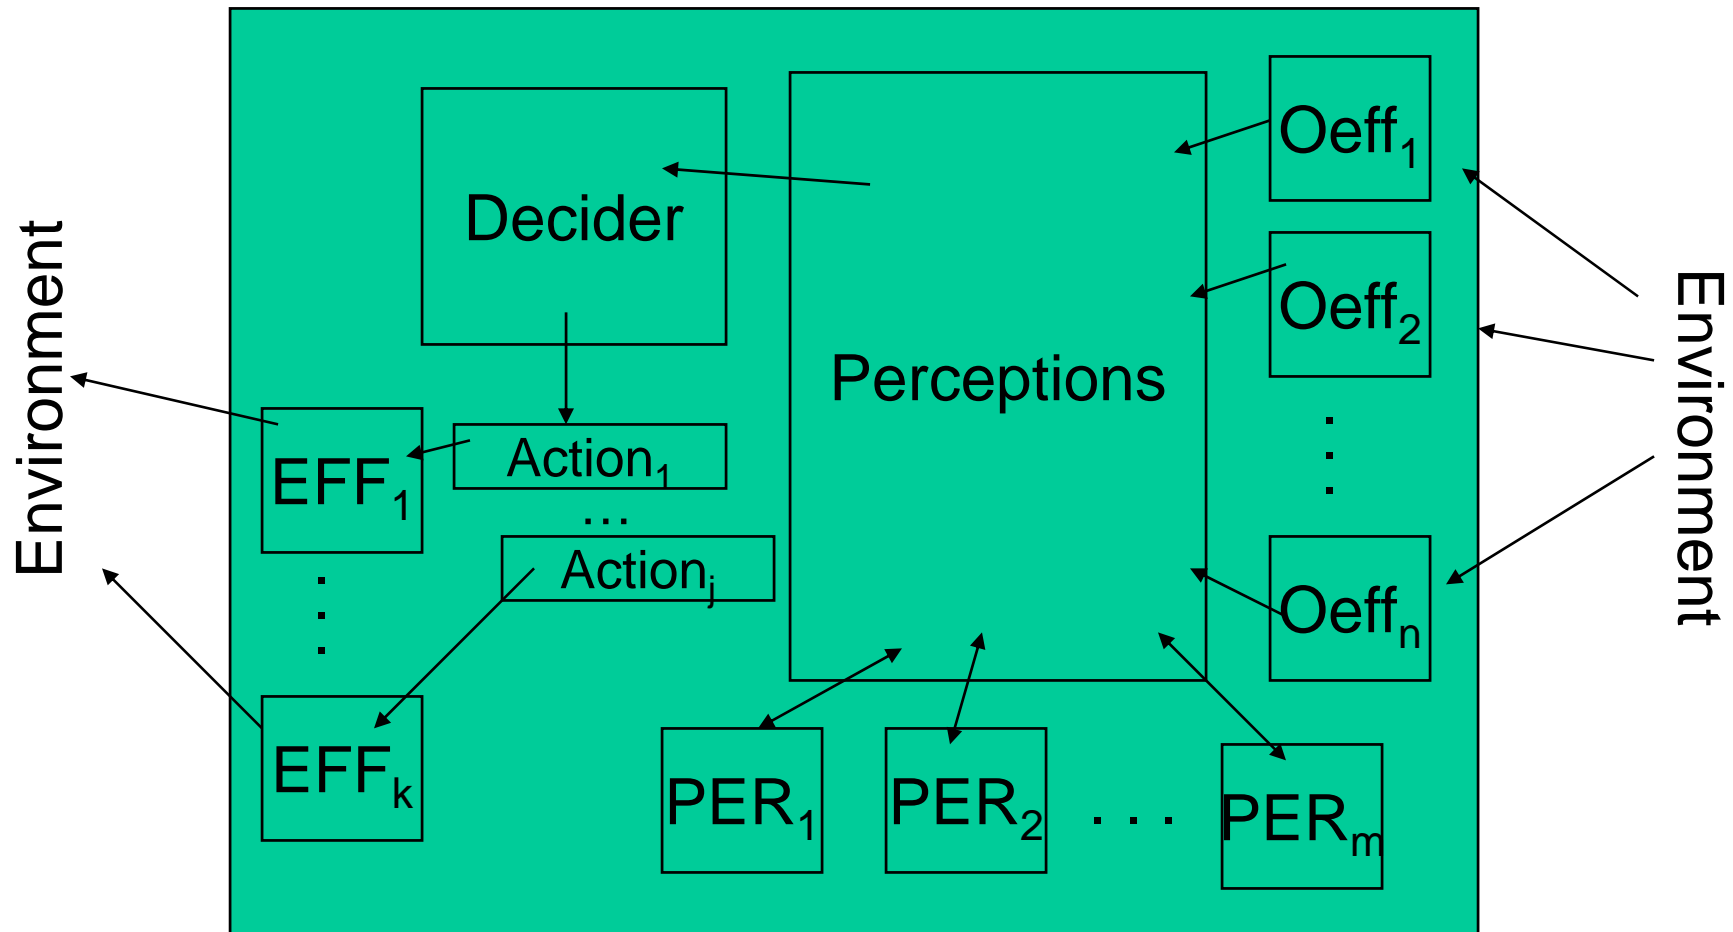 Environment
Decider
Perceptions
Oeff₁
Oeff₂
.
.
.
Oeffₙ
Environment
Action₁
...
Actionⱼ
EFF₁
.
.
.
EFFₖ
PER₁
PER₂
. . .
PERₘ